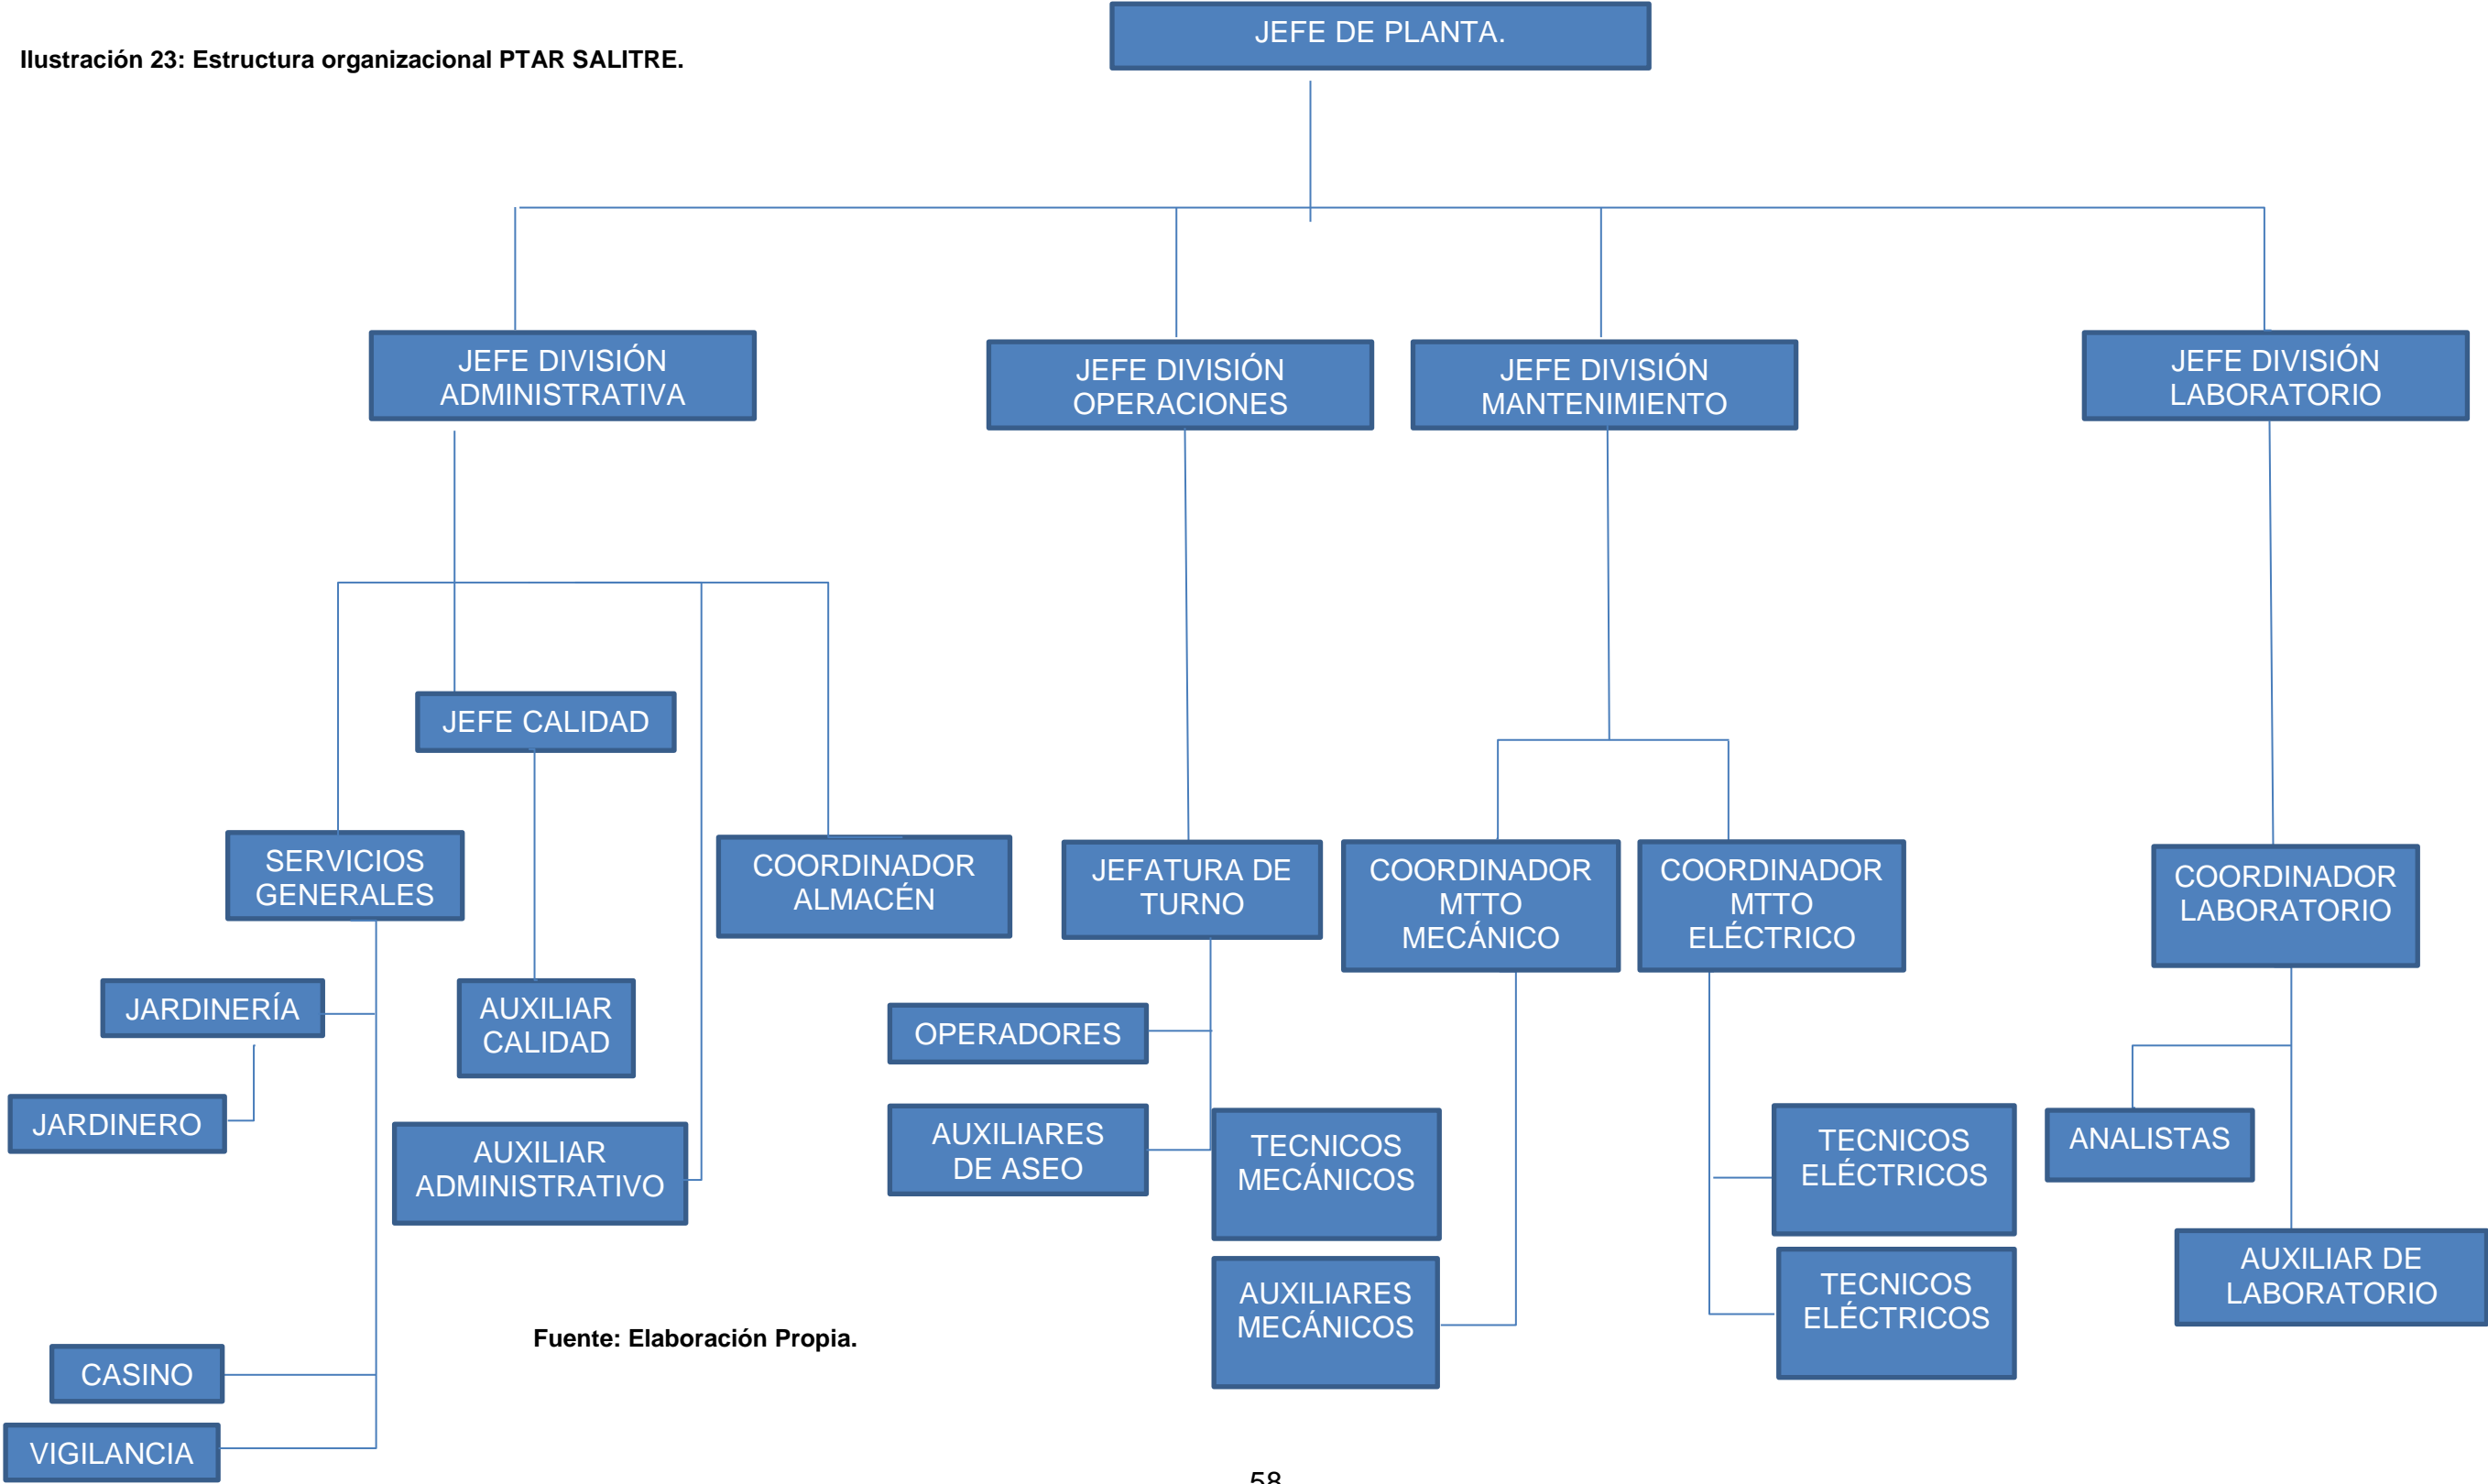 JEFE DE PLANTA.
Ilustración 23: Estructura organizacional PTAR SALITRE.
JEFE DIVISIÓN
ADMINISTRATIVA
JEFE DIVISIÓN
OPERACIONES
JEFE DIVISIÓN
MANTENIMIENTO
JEFE DIVISIÓN
LABORATORIO
JEFE CALIDAD
SERVICIOS
GENERALES
COORDINADOR
ALMACÉN
JEFATURA DE
TURNO
COORDINADOR
MTTO
MECÁNICO
COORDINADOR
MTTO
ELÉCTRICO
COORDINADOR
LABORATORIO
JARDINERÍA
AUXILIAR
CALIDAD
OPERADORES
JARDINERO
AUXILIAR
ADMINISTRATIVO
AUXILIARES
DE ASEO
TECNICOS
MECÁNICOS
TECNICOS
ELÉCTRICOS
ANALISTAS
AUXILIARES
MECÁNICOS
TECNICOS
ELÉCTRICOS
AUXILIAR DE
LABORATORIO
Fuente: Elaboración Propia.
CASINO
VIGILANCIA
58